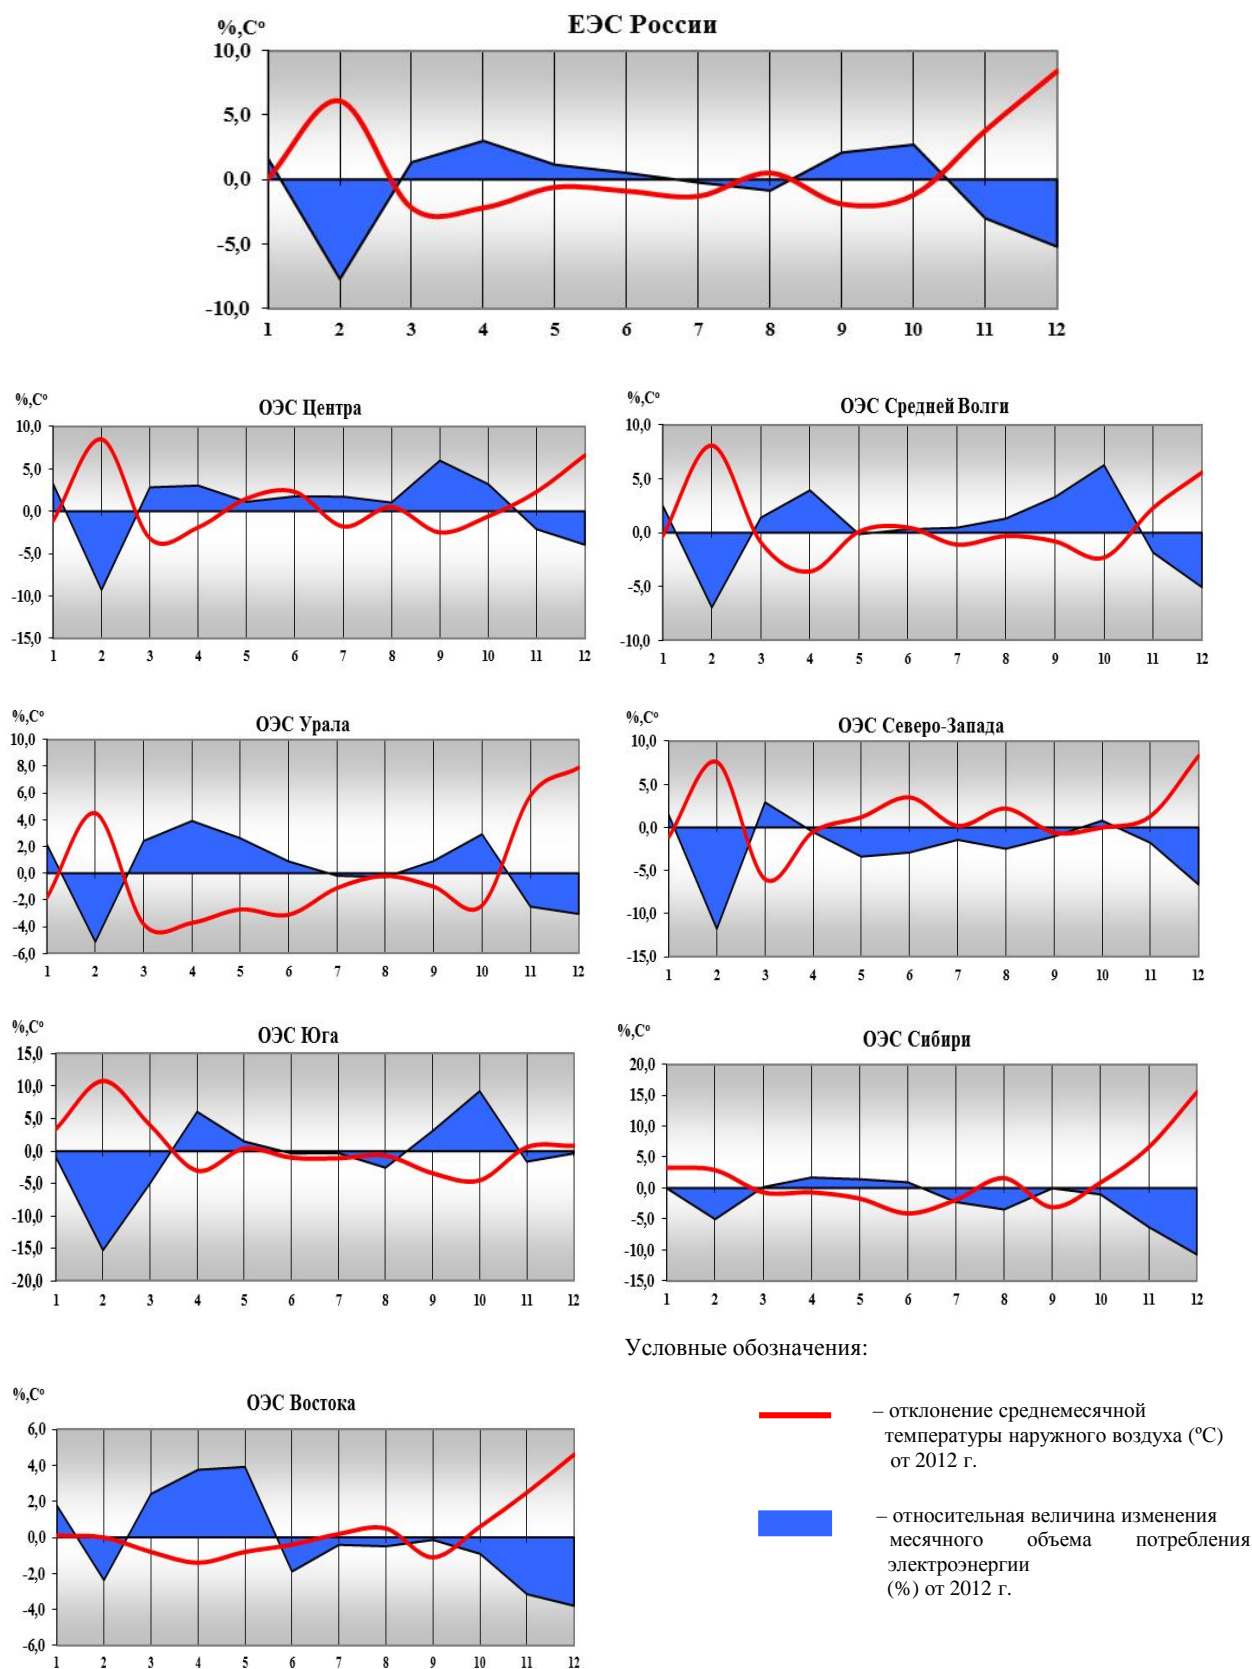 %,Cº
ЕЭС России
10,0
5,0
0,0
-5,0
-10,0
1 2 3 4 5 6 7 8 9 10 11 12
%,Cº
ОЭС Центра
10,0
5,0
0,0
-5,0
-10,0
-15,0
1 2 3 4 5 6 7 8 9 10 11 12
%,Cº
ОЭС Средней Волги
10,0
5,0
0,0
-5,0
-10,0
1 2 3 4 5 6 7 8 9 10 11 12
%,Cº
ОЭС Урала
10,0
8,0
6,0
4,0
2,0
0,0
-2,0
-4,0
-6,0
1 2 3 4 5 6 7 8 9 10 11 12
%,Cº
ОЭС Северо-Запада
10,0
5,0
0,0
-5,0
-10,0
-15,0
1 2 3 4 5 6 7 8 9 10 11 12
%,Cº
ОЭС Юга
15,0
10,0
5,0
0,0
-5,0
-10,0
-15,0
-20,0
1 2 3 4 5 6 7 8 9 10 11 12
%,Cº
ОЭС Сибири
20,0
15,0
10,0
5,0
0,0
-5,0
-10,0
-15,0
1 2 3 4 5 6 7 8 9 10 11 12
Условные обозначения:
%,Cº
ОЭС Востока
6,0
4,0
2,0
0,0
-2,0
-4,0
-6,0
1 2 3 4 5 6 7 8 9 10 11 12
– отклонение среднемесячной
температуры наружного воздуха (ºС)
от 2012 г.
– относительная величина изменения
месячного объема потребления
электроэнергии
(%) от 2012 г.